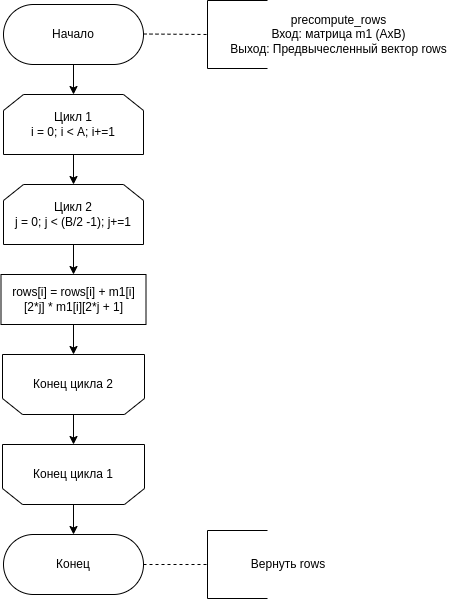 Начало
precompute_rows
Вход: матрица m1 (AxB)
Выход: Предвычесленный вектор rows
Цикл 1
i = 0; i < A; i+=1
Цикл 2
j = 0; j < (B/2 -1); j+=1
rows[i] = rows[i] + m1[i]
[2*j] * m1[i][2*j + 1]
Конец цикла 2
Конец цикла 1
Конец
Вернуть rows